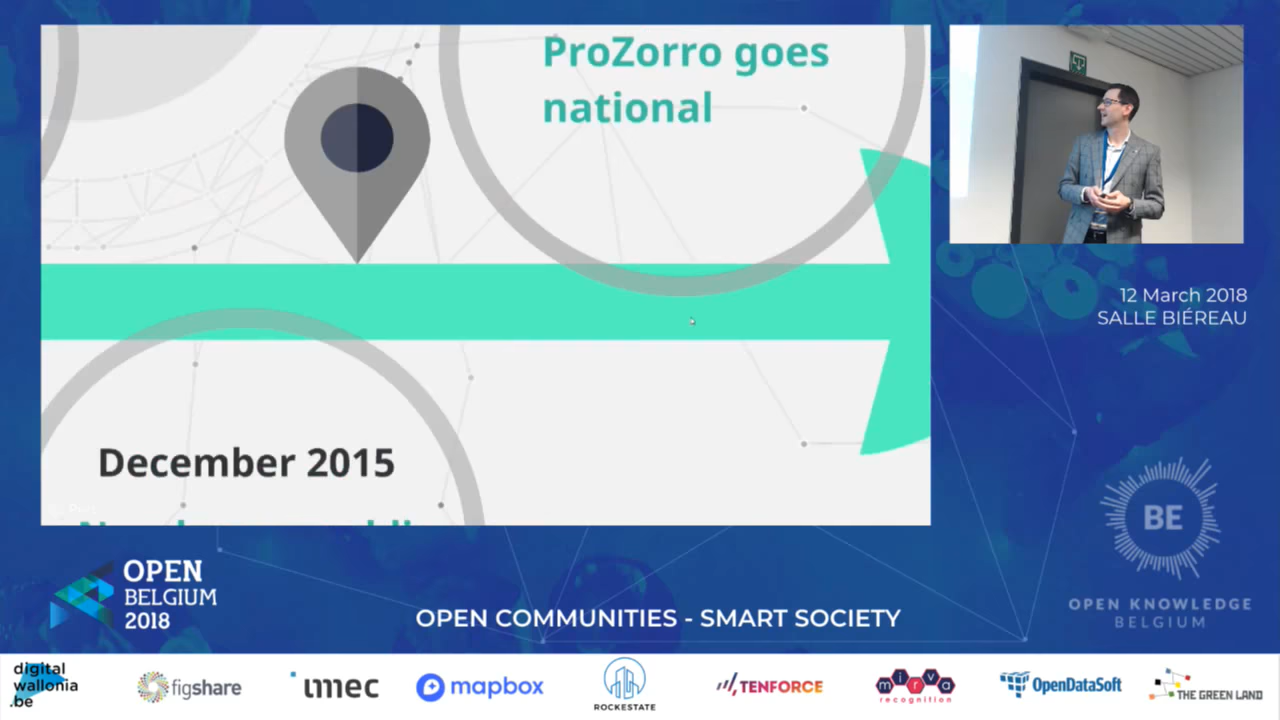 ProZorro goes
national
December 2015
12 March 2018
SALLE BIÉREAU
BE
OPEN KNOWLEDGE
BELGIUM
OPEN
BELGIUM
2018
OPEN COMMUNITIES - SMART SOCIETY
digital
wallonia
.be
figshare
imec
mapbox
ROCKESTATE
TENFORCE
mirva
recognition
OpenDataSoft
THE GREEN LAND